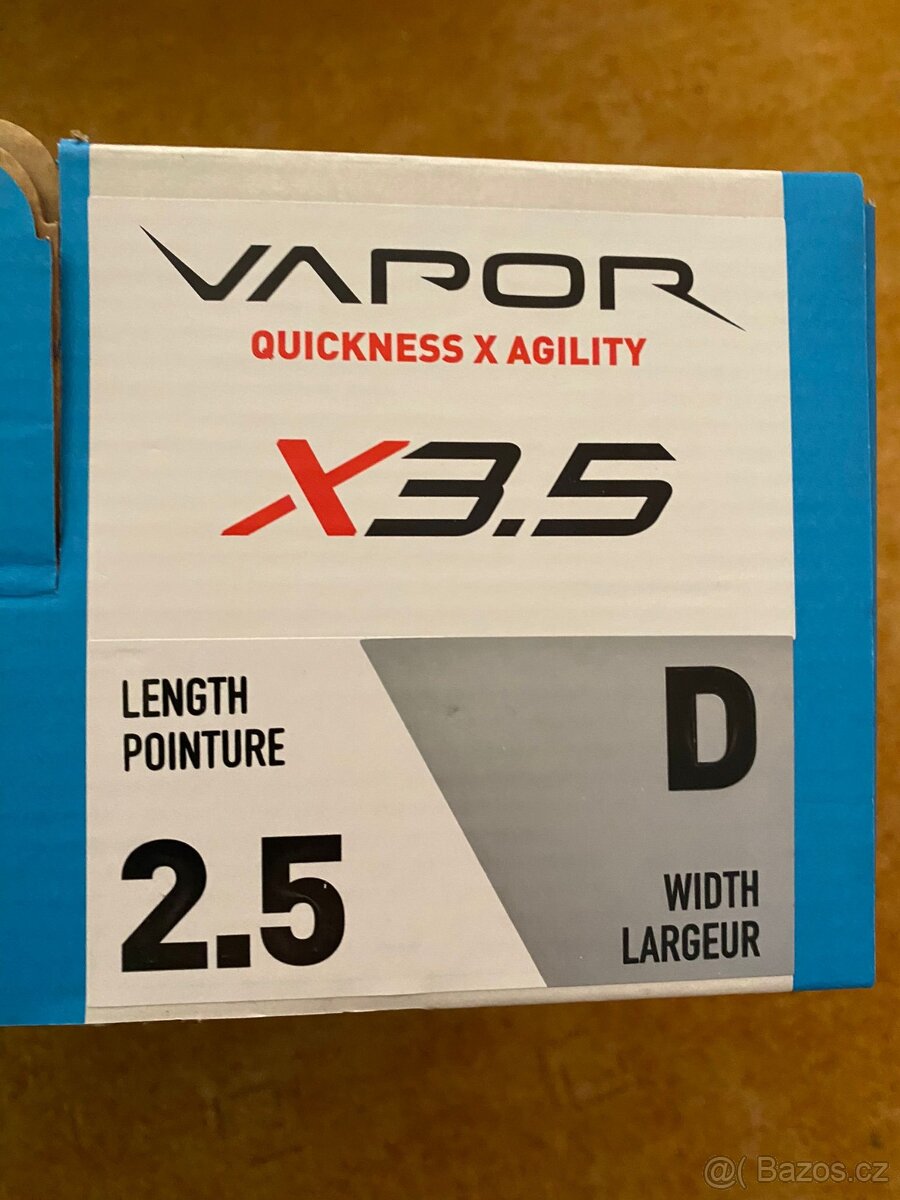 VAPOR
QUICKNESS X AGILITY
X3.5
LENGTH
POINTURE
2.5
D
WIDTH
LARGEUR
@( Bazos.cz